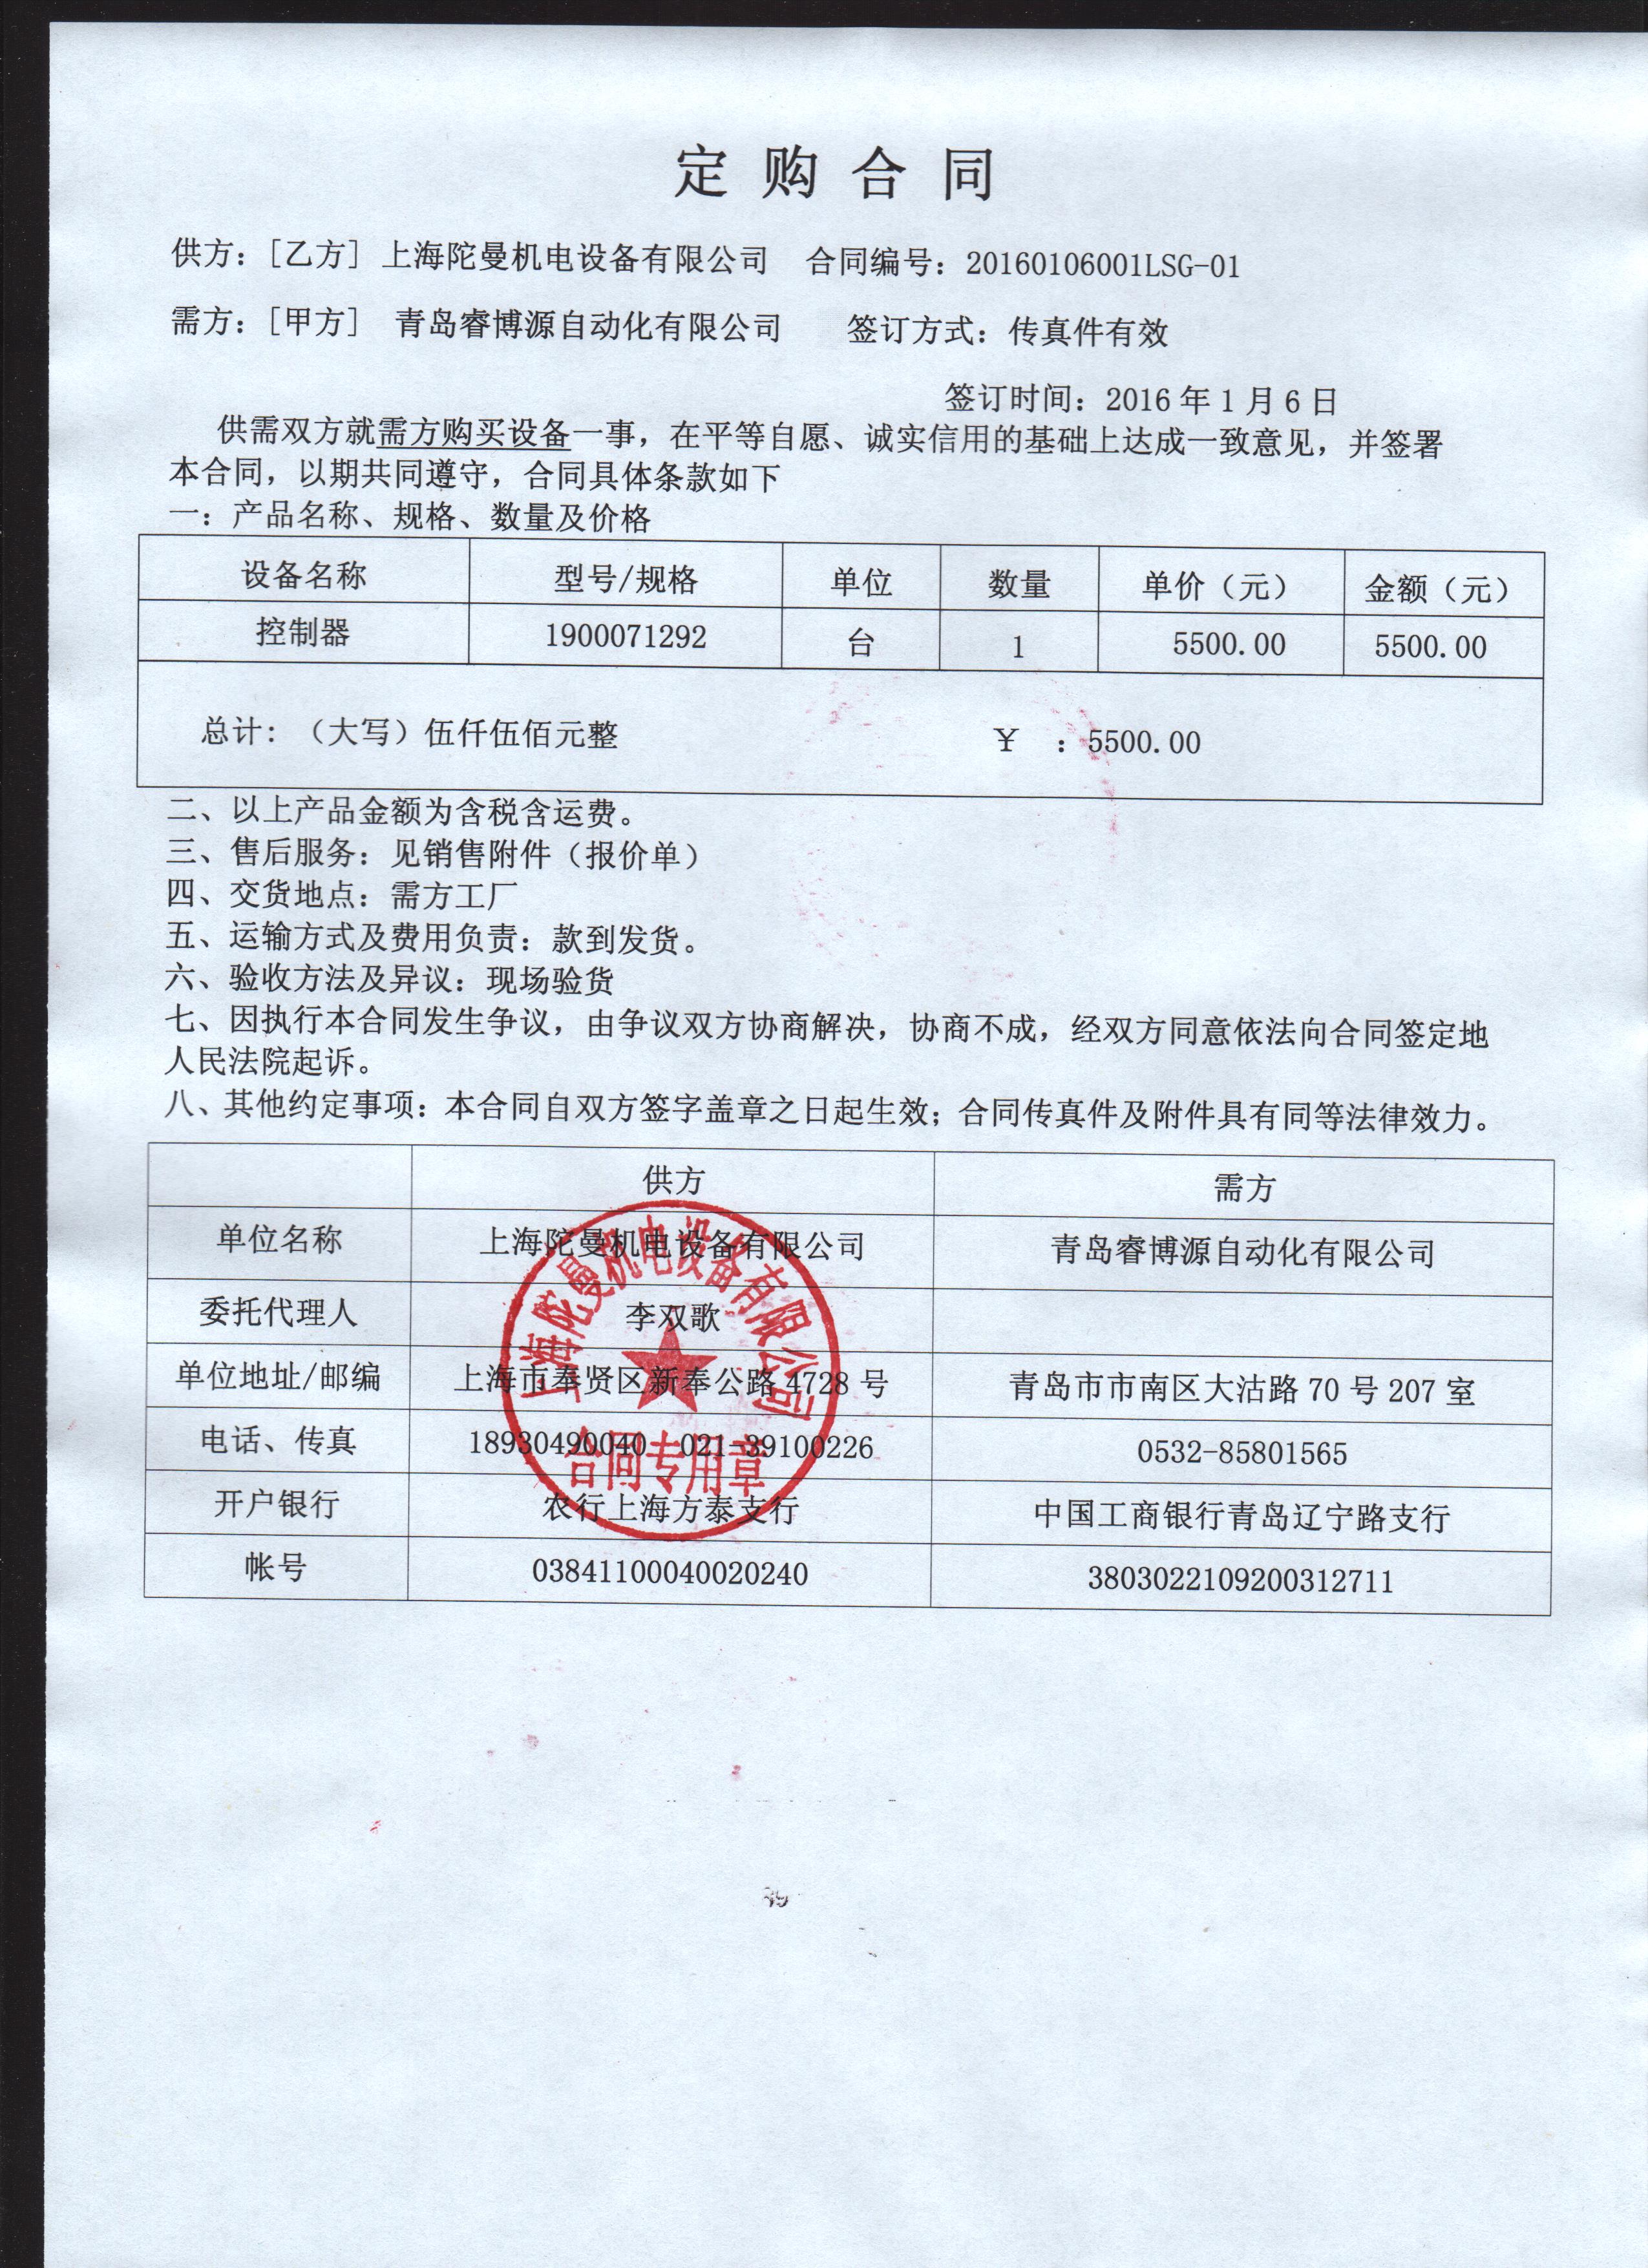 定购合同
供方：[乙方] 上海陀曼机电设备有限公司 合同编号：20160106001LSG-01
需方：[甲方] 青岛睿博源自动化有限公司 签订方式：传真件有效
签订时间：2016 年 1 月 6 日
供需双方就需方购买设备一事，在平等自愿、诚实信用的基础上达成一致意见，并签署
本合同，以期共同遵守，合同具体条款如下
一：产品名称、规格、数量及价格
设备名称 型号/规格 单位 数量 单价（元） 金额（元）
控制器 1900071292 台 1 5500.00 5500.00
总计：（大写）伍仟伍佰元整 ￥ ：5500.00
二、以上产品金额为含税含运费。
三、售后服务：见销售附件（报价单）
四、交货地点：需方工厂
五、运输方式及费用负责：款到发货。
六、验收方法及异议：现场验货
七、因执行本合同发生争议，由争议双方协商解决，协商不成，经双方同意依法向合同签定地
人民法院起诉。
八、其他约定事项：本合同自双方签字盖章之日起生效；合同传真件及附件具有同等法律效力。
供方 需方
单位名称 上海陀曼机电设备有限公司 青岛睿博源自动化有限公司
委托代理人 李双歌
单位地址/邮编 上海市奉贤区新奉公路 4728 号 青岛市市南区大沽路 70 号 207 室
电话、传真 18930490040 021-39100226 0532-85801565
开户银行 农行上海方泰支行 中国工商银行青岛辽宁路支行
帐号 03841100040020240 3803022109200312711
上海陀曼机电设备有限公司
合同专用章